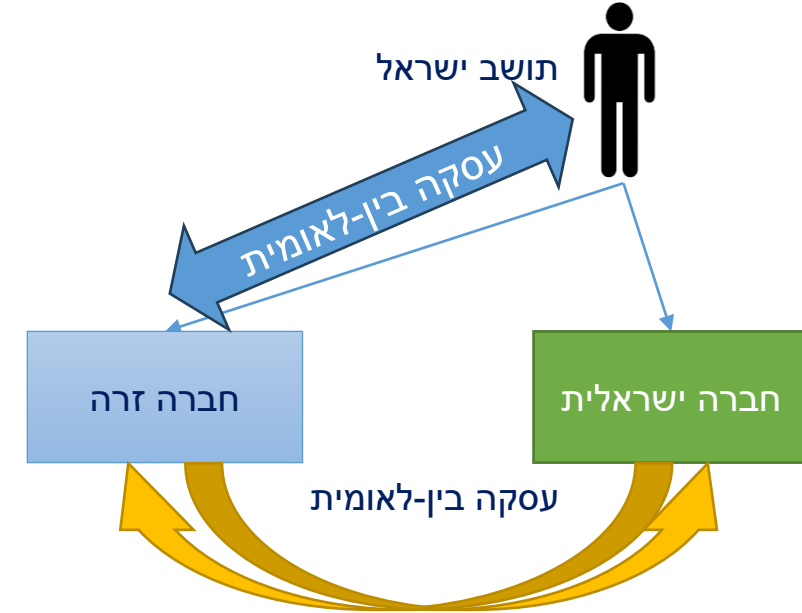 תושב ישראל
עסקה בין-לאומית
חברה ישראלית
חברה זרה
עסקה בין-לאומית